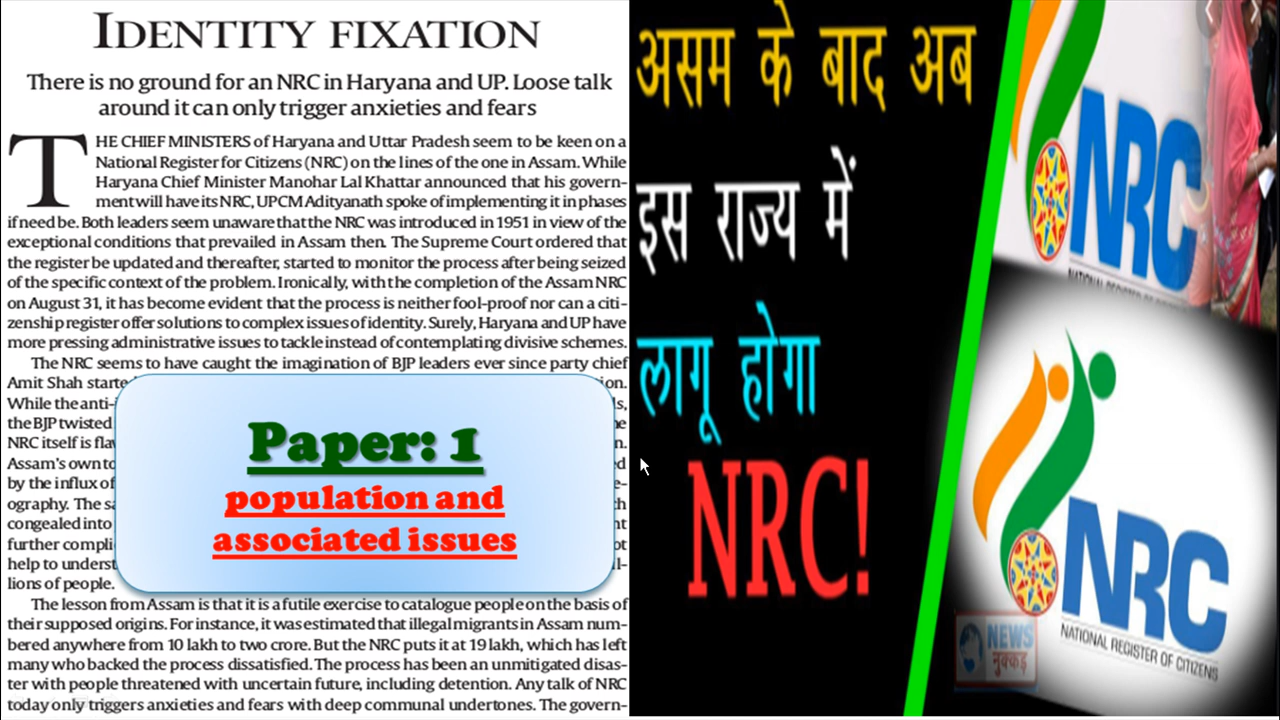 IDENTITY FIXATION
There is no ground for an NRC in Haryana and UP. Loose talk
around it can only trigger anxieties and fears
THE CHIEF MINISTERS of Haryana and Uttar Pradesh seem to be keen on a
National Register for Citizens (NRC) on the lines of the one in Assam. While
Haryana Chief Minister Manohar Lal Khattar announced that his govern-
ment will have its NRC, UP CM Adityanath spoke of implementing it in phases
if need be. Both leaders seem unaware that the NRC was introduced in 1951 in view of the
exceptional conditions that prevailed in Assam then. The Supreme Court ordered that
the register be updated and thereafter, started to monitor the process after being seized
of the specific context of the problem. Ironically, with the completion of the Assam NRC
on August 31, it has become evident that the process is neither fool-proof nor can a citi-
zenship register offer solutions to complex issues of identity. Surely, Haryana and UP have
more pressing administrative issues to tackle instead of contemplating divisive schemes.
The NRC seems to have caught the imagination of BJP leaders ever since party chief
Amit Shah starte ion.
While the anti-i ls,
the BJP twisted
NRC itself is fla n.
Assam's own to ed
by the influx of e-
ography. The sa h
congealed into nt
further compli ot
help to underst il-
lions of people.
Paper: 1
population and
associated issues
The lesson from Assam is that it is a futile exercise to catalogue people on the basis of
their supposed origins. For instance, it was estimated that illegal migrants in Assam num-
bered anywhere from 10 lakh to two crore. But the NRC puts it at 19 lakh, which has left
many who backed the process dissatisfied. The process has been an unmitigated disas-
ter with people threatened with uncertain future, including detention. Any talk of NRC
today only triggers anxieties and fears with deep communal undertones. The govern-
असम के बाद अब
इस राज्य में
लागू होगा
NRC!
NRC
NATIONAL REGISTER OF
NRC
NATIONAL REGISTER OF CITIZENS
NEWS
नुक्कड़